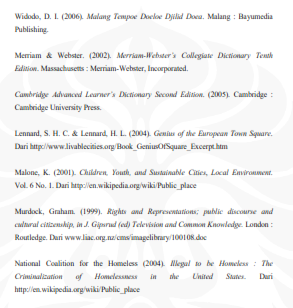 Widodo, D. I. (2006). Malang Tempoe Doeloe Djilid Doea. Malang : Bayumedia
Publishing.
Merriam & Webster. (2002). Merriam-Webster's Collegiate Dictionary Tenth
Edition. Massachusetts : Merriam-Webster, Incorporated.
Cambridge Advanced Learner's Dictionary Second Edition. (2005). Cambridge :
Cambridge University Press.
Lennard, S. H. C. & Lennard, H. L. (2004). Genius of the European Town Square.
Dari http://www.livablecities.org/Book_GeniusOfSquare_Excerpt.htm
Malone, K. (2001). Children, Youth, and Sustainable Cities, Local Environment.
Vol. 6 No. 1. Dari http://en.wikipedia.org/wiki/Public_place
Murdock, Graham. (1999). Rights and Representations; public discourse and
cultural citizenship, in J. Gipsrud (ed) Television and Common Knowledge. London :
Routledge. Dari www.liac.org.nz/cms/imagelibrary/100108.doc
National Coalition for the Homeless (2004). Illegal to be Homeless : The
Criminalization of Homelessness in the United States. Dari
http://en.wikipedia.org/wiki/Public_place